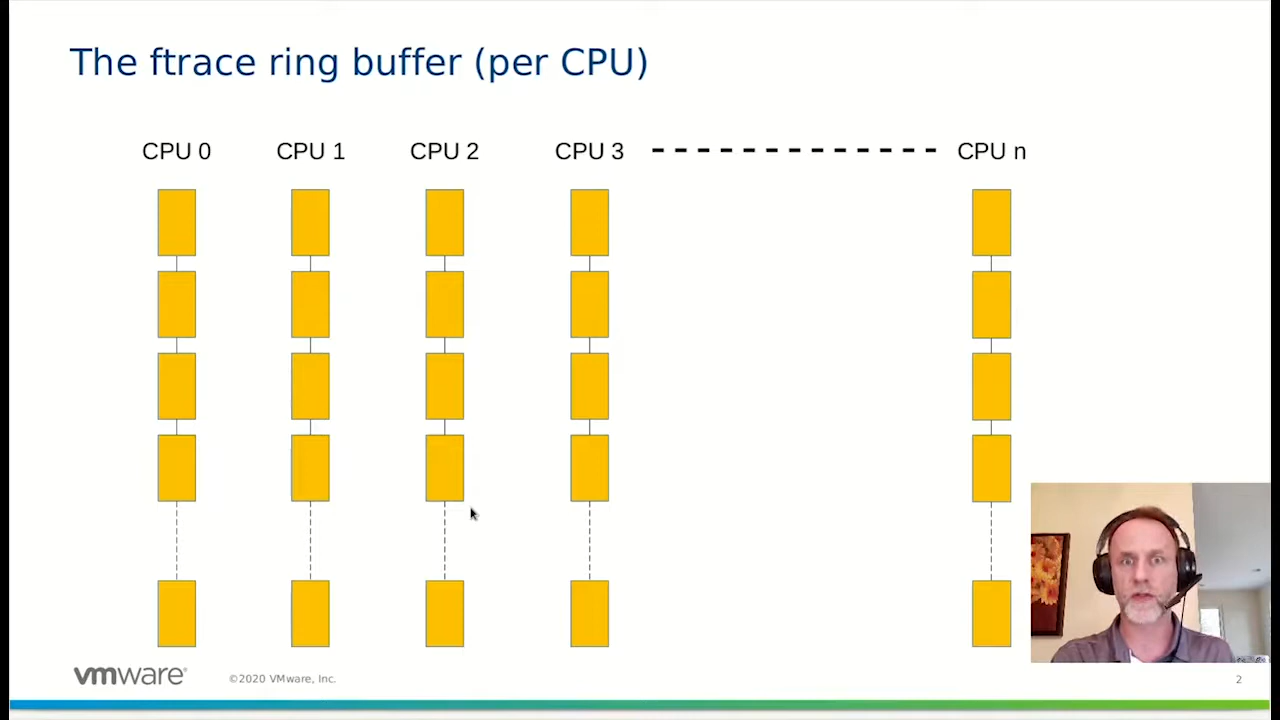 The ftrace ring buffer (per CPU)
CPU 0 CPU 1 CPU 2 CPU 3 CPU n
vmware® ©2020 VMware, Inc. 2